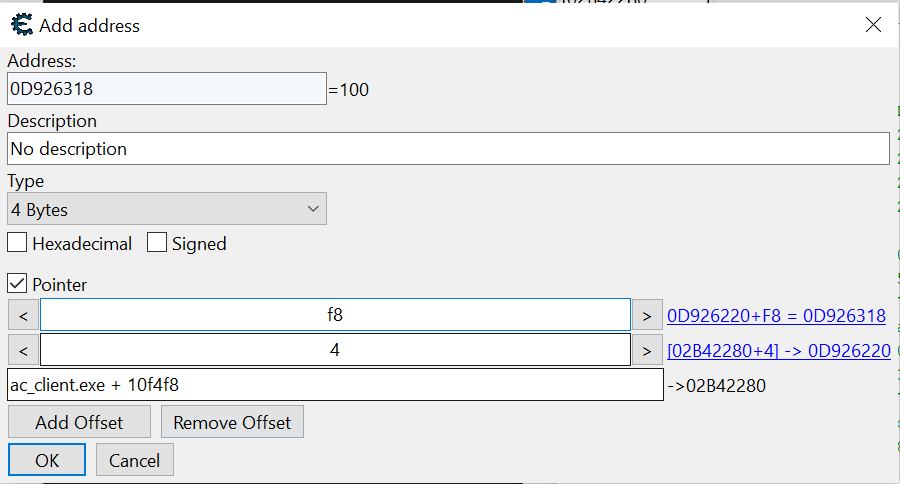 Add address
Address:
0D926318 =100
Description
No description
Type
4 Bytes
Hexadecimal Signed
Pointer
< f8 > 0D926220+F8 = 0D926318
< 4 > [02B42280+4] -> 0D926220
ac_client.exe + 10f4f8 ->02B42280
Add Offset Remove Offset
OK Cancel